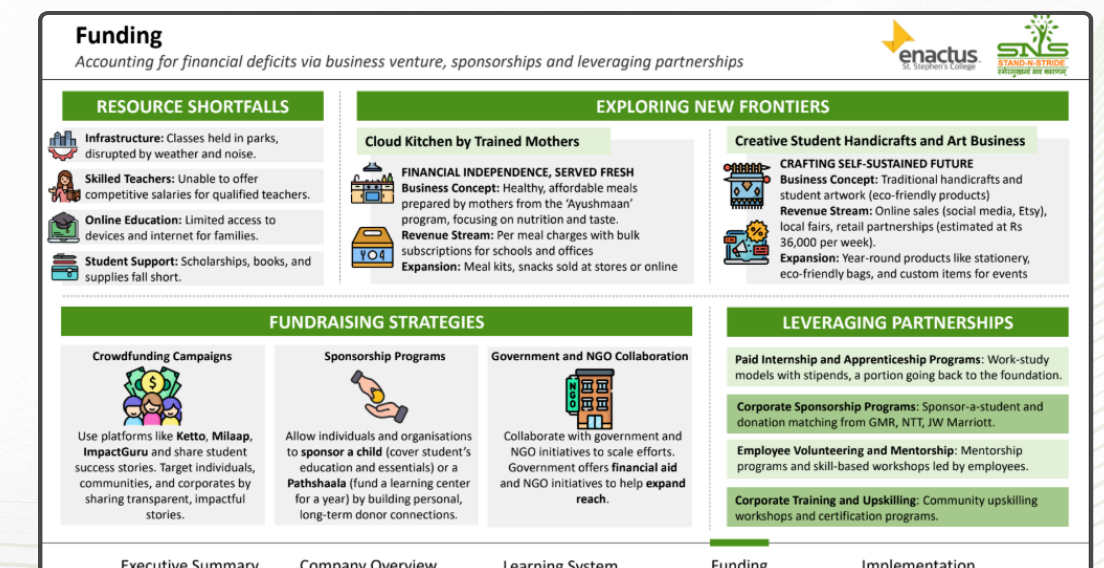 Funding
Accounting for financial deficits via business venture, sponsorships and leveraging partnerships
enactus
St. Stephen's College
SNS
STAND-N-STRIDE
RESOURCE SHORTFALLS
Infrastructure: Classes held in parks,
disrupted by weather and noise.
Skilled Teachers: Unable to offer
competitive salaries for qualified teachers.
Online Education: Limited access to
devices and internet for families.
Student Support: Scholarships, books, and
supplies fall short.
EXPLORING NEW FRONTIERS
Cloud Kitchen by Trained Mothers
FINANCIAL INDEPENDENCE, SERVED FRESH
Business Concept: Healthy, affordable meals
prepared by mothers from the ‘Ayushmaan’
program, focusing on nutrition and taste.
Revenue Stream: Per meal charges with bulk
subscriptions for schools and offices
Expansion: Meal kits, snacks sold at stores or online
Creative Student Handicrafts and Art Business
CRAFTING SELF-SUSTAINED FUTURE
Business Concept: Traditional handicrafts and
student artwork (eco-friendly products)
Revenue Stream: Online sales (social media, Etsy),
local fairs, retail partnerships (estimated at Rs
36,000 per week).
Expansion: Year-round products like stationery,
eco-friendly bags, and custom items for events
FUNDRAISING STRATEGIES
Crowdfunding Campaigns
Use platforms like Ketto, Milaap,
ImpactGuru and share student
success stories. Target individuals,
communities, and corporates by
sharing transparent, impactful
stories.
Sponsorship Programs
Allow individuals and organisations
to sponsor a child (cover student's
education and essentials) or a
Pathshaala (fund a learning center
for a year) by building personal,
long-term donor connections.
Government and NGO Collaboration
NGO
Collaborate with government and
NGO initiatives to scale efforts.
Government offers financial aid
and NGO initiatives to help expand
reach.
LEVERAGING PARTNERSHIPS
Paid Internship and Apprenticeship Programs: Work-study
models with stipends, a portion going back to the foundation.
Corporate Sponsorship Programs: Sponsor-a-student and
donation matching from GMR, NTT, JW Marriott.
Employee Volunteering and Mentorship: Mentorship
programs and skill-based workshops led by employees.
Corporate Training and Upskilling: Community upskilling
workshops and certification programs.
Executive Summary
Company Overview
Learning System
Funding
Implementation